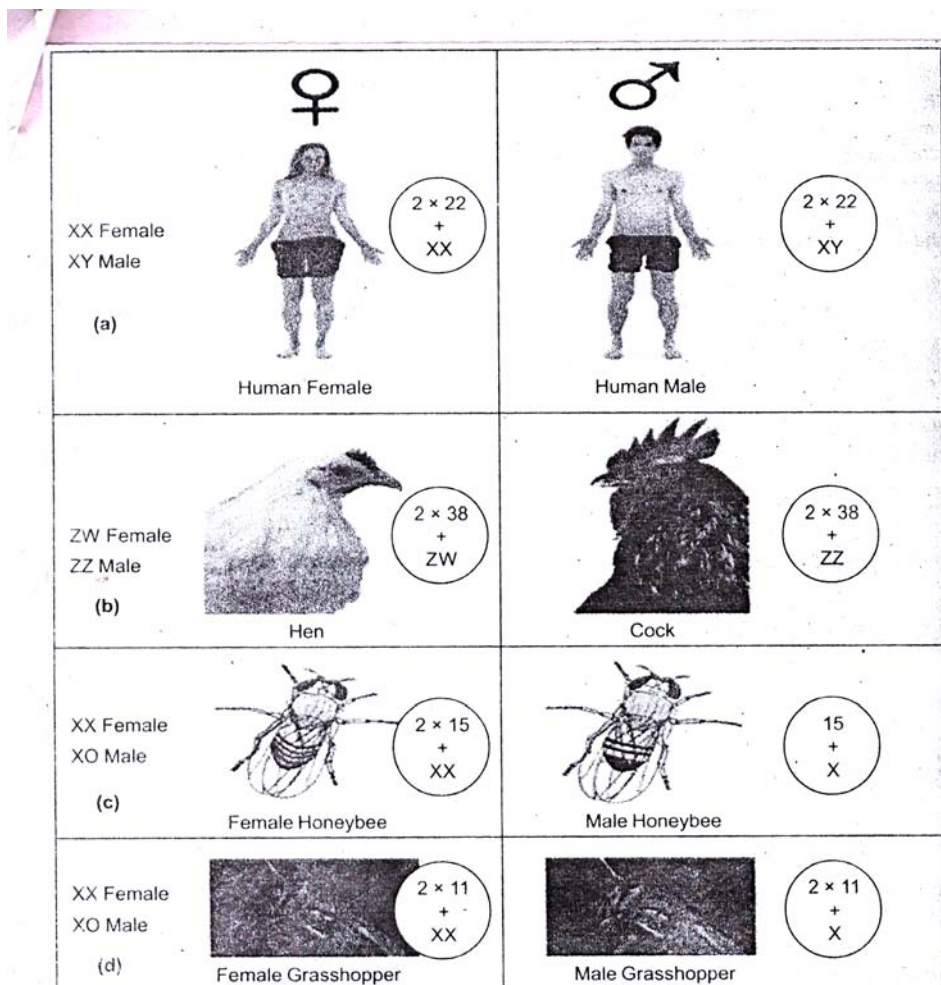 XX Female
XY Male
(a)
2 × 22
+
XX
Human Female
2 × 22
+
XY
Human Male
ZW Female
ZZ Male
(b)
2 × 38
+
ZW
Hen
2 × 38
+
ZZ
Cock
XX Female
XO Male
(c)
2 × 15
+
XX
Female Honeybee
15
+
X
Male Honeybee
XX Female
XO Male
(d)
2 × 11
+
XX
Female Grasshopper
2 × 11
+
X
Male Grasshopper